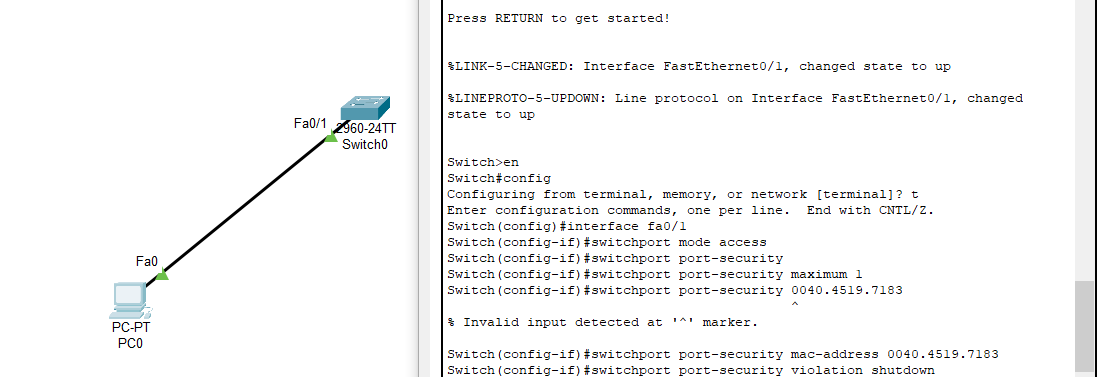 Fa0/1
2960-24TT
Switch0
Fa0
PC-PT
PC0
Press RETURN to get started!
%LINK-5-CHANGED: Interface FastEthernet0/1, changed state to up
%LINEPROTO-5-UPDOWN: Line protocol on Interface FastEthernet0/1, changed
state to up
Switch>en
Switch#config
Configuring from terminal, memory, or network [terminal]? t
Enter configuration commands, one per line.  End with CNTL/Z.
Switch(config)#interface fa0/1
Switch(config-if)#switchport mode access
Switch(config-if)#switchport port-security
Switch(config-if)#switchport port-security maximum 1
Switch(config-if)#switchport port-security 0040.4519.7183
^
% Invalid input detected at '^' marker.
Switch(config-if)#switchport port-security mac-address 0040.4519.7183
Switch(config-if)#switchport port-security violation shutdown